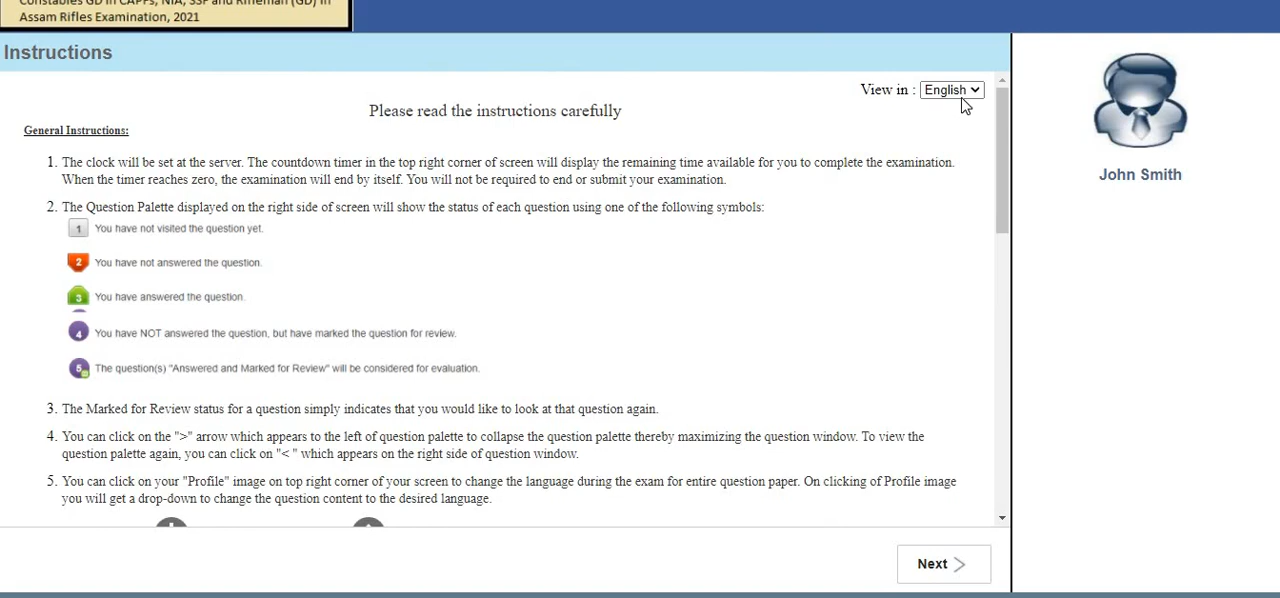 Constables GD in CAPFs, NIA, SSF and Rifleman (GD) in
Assam Rifles Examination, 2021
Instructions
View in : English
Please read the instructions carefully
General Instructions:
1. The clock will be set at the server. The countdown timer in the top right corner of screen will display the remaining time available for you to complete the examination.
When the timer reaches zero, the examination will end by itself. You will not be required to end or submit your examination.
2. The Question Palette displayed on the right side of screen will show the status of each question using one of the following symbols:
1 You have not visited the question yet.
2 You have not answered the question.
3 You have answered the question.
4 You have NOT answered the question, but have marked the question for review.
5 The question(s) "Answered and Marked for Review" will be considered for evaluation.
3. The Marked for Review status for a question simply indicates that you would like to look at that question again.
4. You can click on the ">" arrow which appears to the left of question palette to collapse the question palette thereby maximizing the question window. To view the
question palette again, you can click on "< " which appears on the right side of question window.
5. You can click on your "Profile" image on top right corner of your screen to change the language during the exam for entire question paper. On clicking of Profile image
you will get a drop-down to change the question content to the desired language.
Next >
John Smith